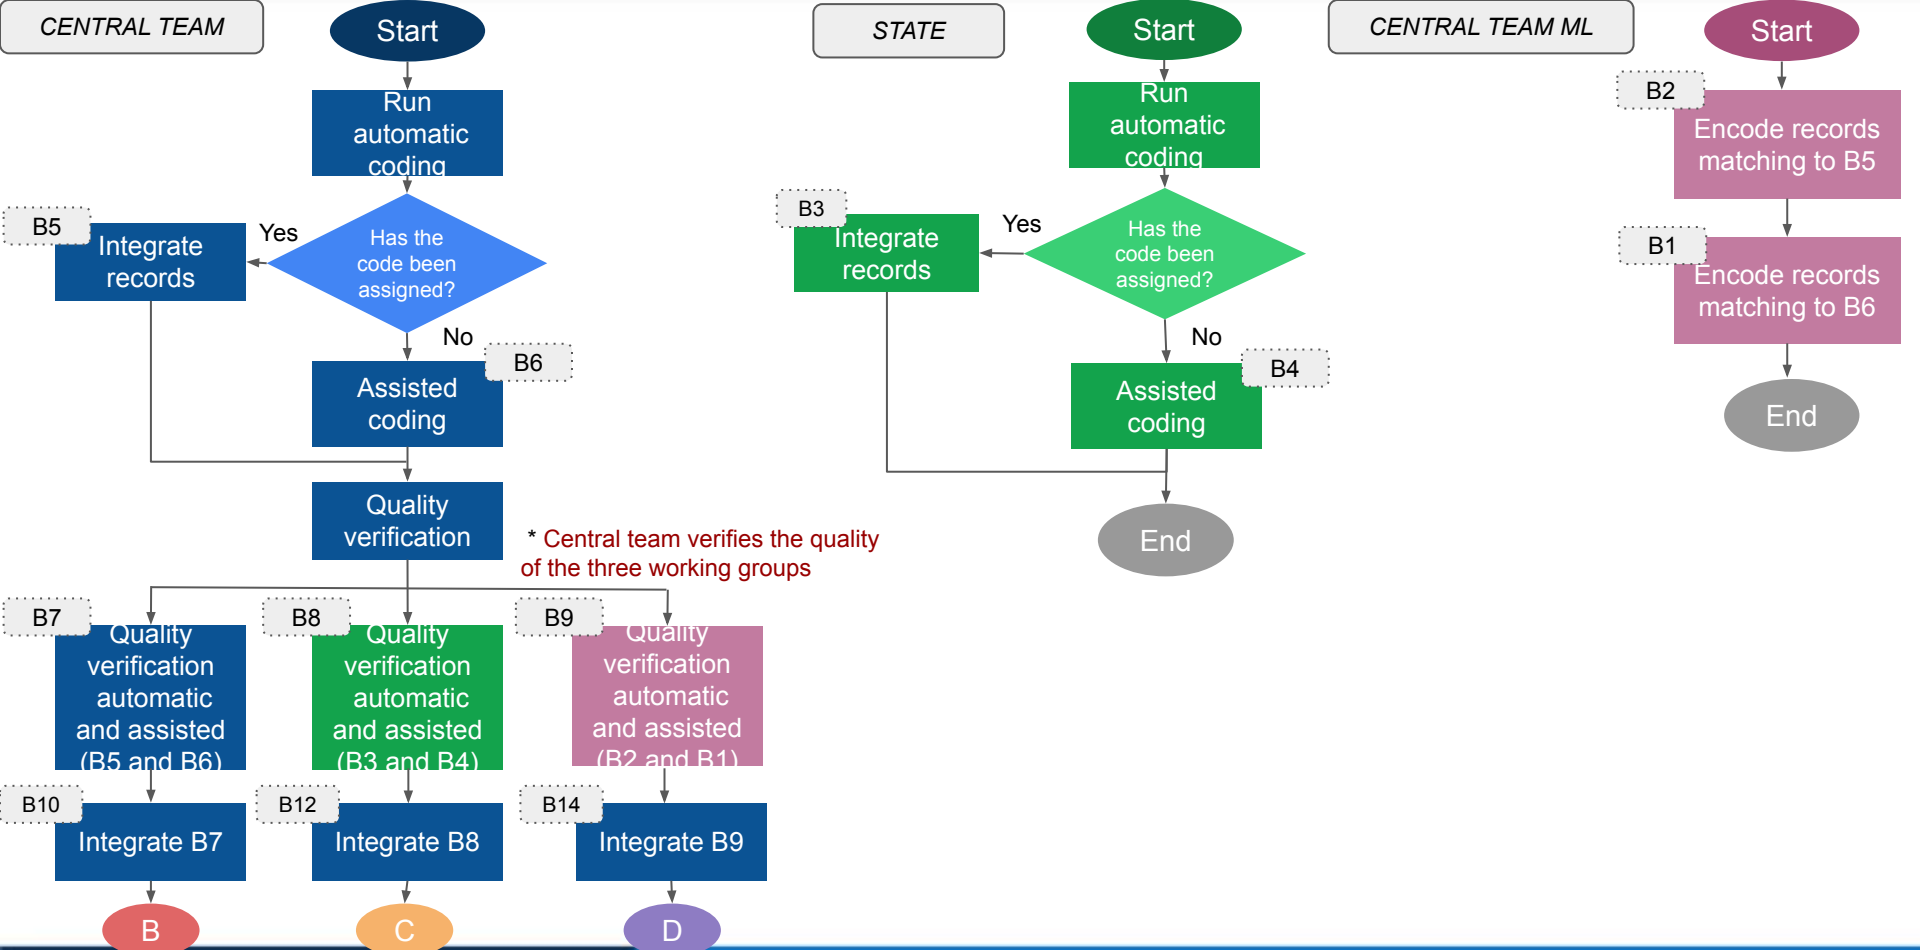 CENTRAL TEAM
Start
Run
automatic
coding
B5
Integrate
records
Yes
Has the
code been
assigned?
No
B6
Assisted
coding
Quality
verification
* Central team verifies the quality
of the three working groups
B7
Quality
verification
automatic
and assisted
(B5 and B6)
B8
Quality
verification
automatic
and assisted
(B3 and B4)
B9
Quality
verification
automatic
and assisted
(B2 and B1)
B10
Integrate B7
B12
Integrate B8
B14
Integrate B9
B
C
D
STATE
Start
Run
automatic
coding
B3
Integrate
records
Yes
Has the
code been
assigned?
No
B4
Assisted
coding
End
CENTRAL TEAM ML
Start
B2
Encode records
matching to B5
B1
Encode records
matching to B6
End